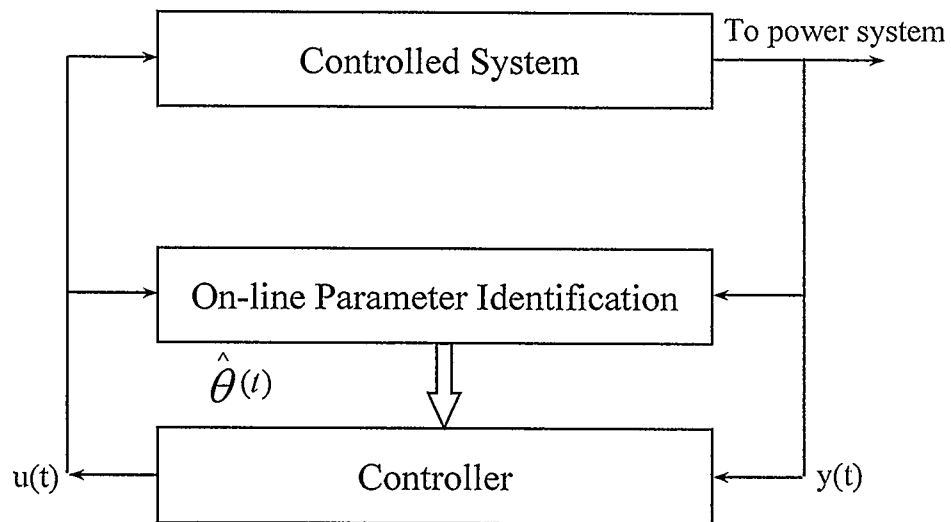 To power system
Controlled System
On-line Parameter Identification
θ̂(t)
u(t)
Controller
y(t)